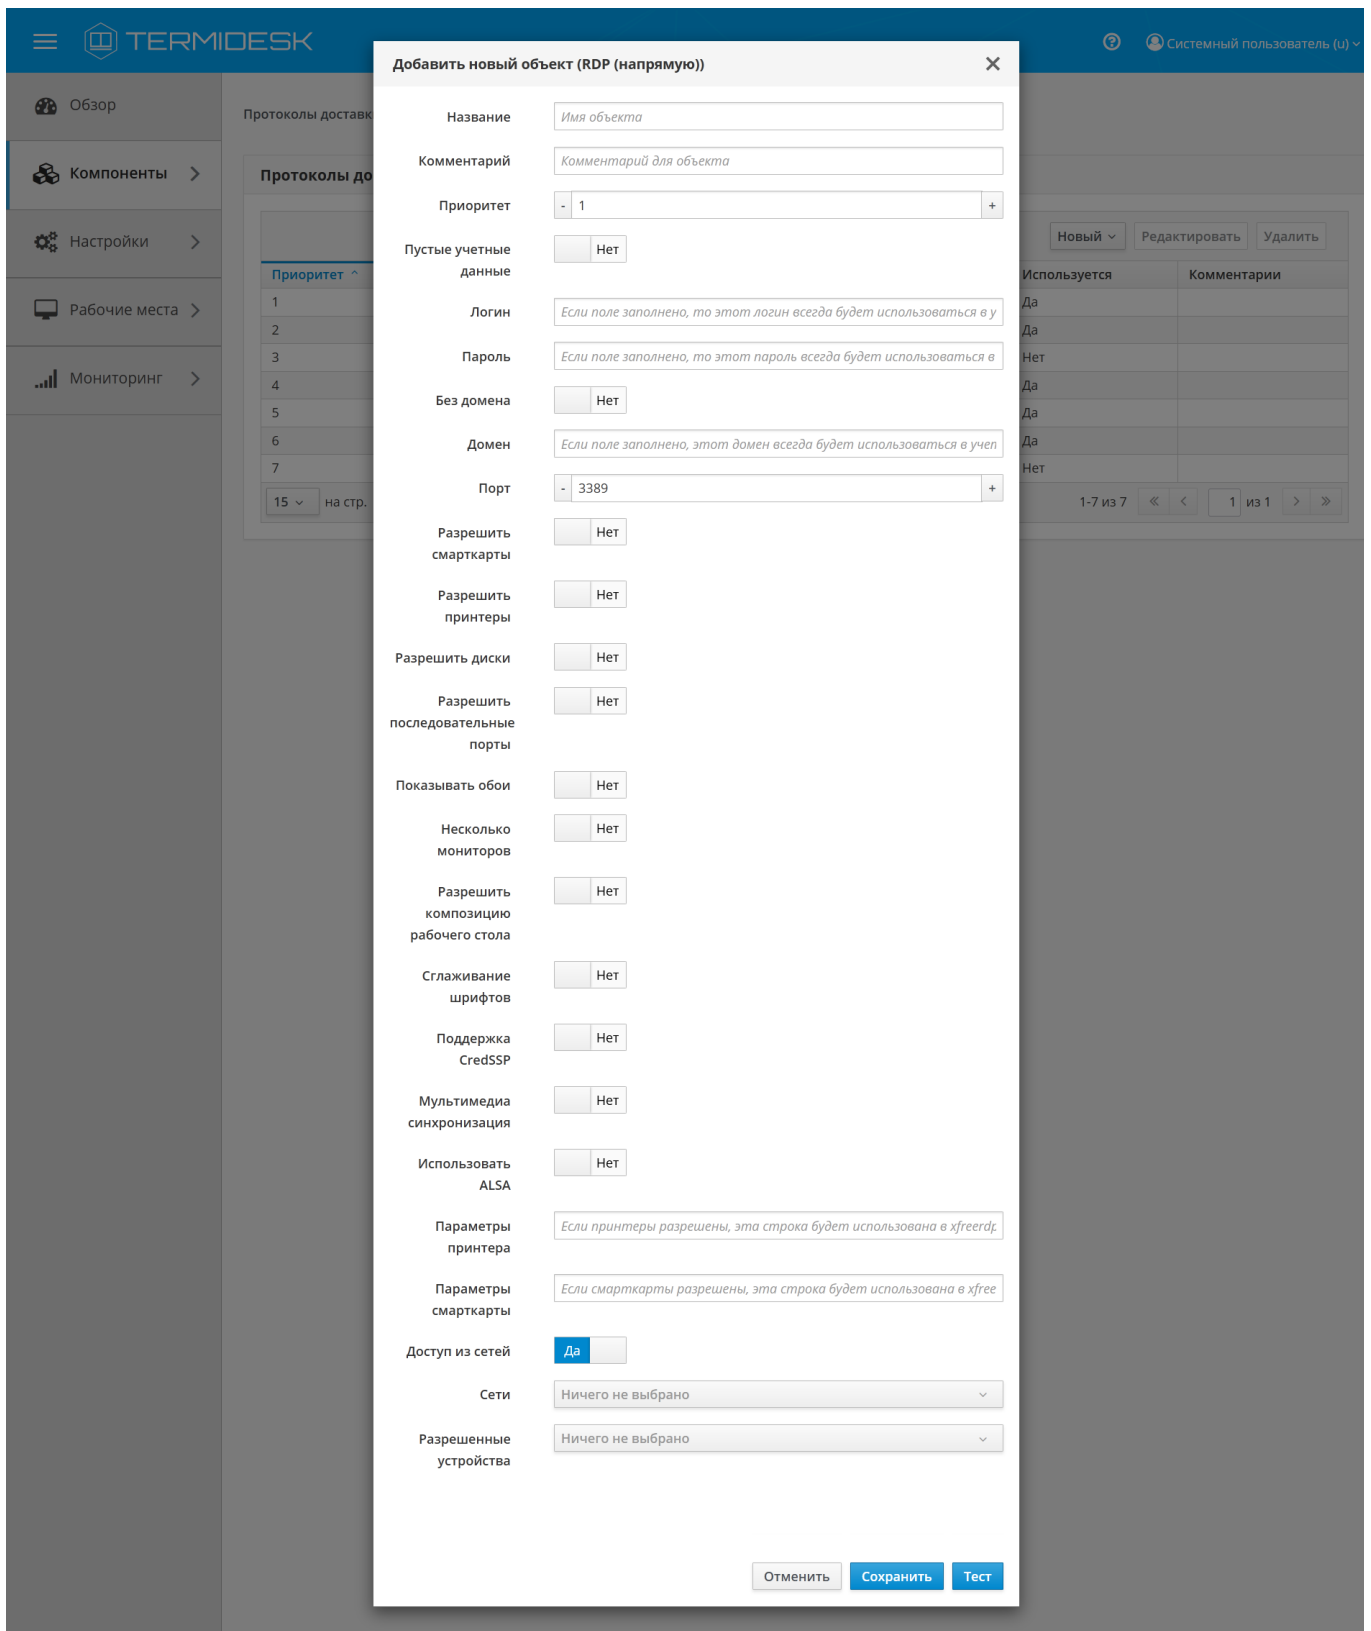 TERMIDESK
Системный пользователь (u)
Обзор
Компоненты
Настройки
Рабочие места
Мониторинг
Протоколы доставк
Протоколы до
Новый
Редактировать
Удалить
Приоритет
Используется
Комментарии
1
Да
2
Да
3
Нет
4
Да
5
Да
6
Да
7
Нет
15
на стр.
1-7 из 7
1 из 1
Добавить новый объект (RDP (напрямую))
Название
Имя объекта
Комментарий
Комментарий для объекта
Приоритет
- 1 +
Пустые учетные
данные
Нет
Логин
Если поле заполнено, то этот логин всегда будет использоваться в у
Пароль
Если поле заполнено, то этот пароль всегда будет использоваться в
Без домена
Нет
Домен
Если поле заполнено, этот домен всегда будет использоваться в учет
Порт
- 3389 +
Разрешить
смарткарты
Нет
Разрешить
принтеры
Нет
Разрешить диски
Нет
Разрешить
последовательные
порты
Нет
Показывать обои
Нет
Несколько
мониторов
Нет
Разрешить
композицию
рабочего стола
Нет
Сглаживание
шрифтов
Нет
Поддержка
CredSSP
Нет
Мультимедиа
синхронизация
Нет
Использовать
ALSA
Нет
Параметры
принтера
Если принтеры разрешены, эта строка будет использована в xfreerdp
Параметры
смарткарты
Если смарткарты разрешены, эта строка будет использована в xfree
Доступ из сетей
Да
Сети
Ничего не выбрано
Разрешенные
устройства
Ничего не выбрано
Отменить
Сохранить
Тест